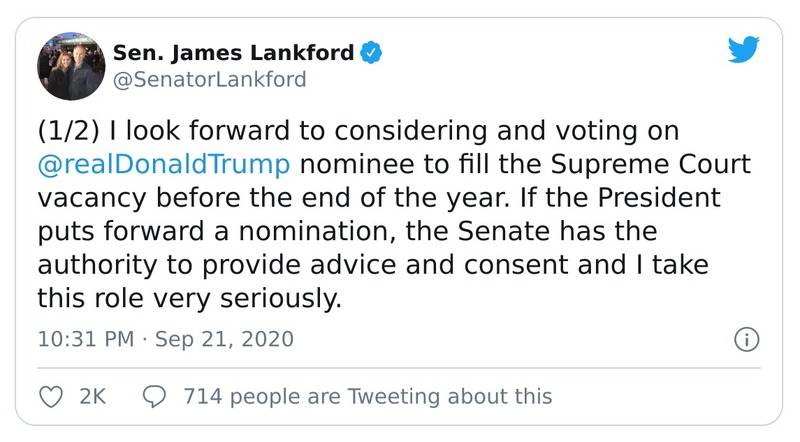 Sen. James Lankford
@SenatorLankford
(1/2) I look forward to considering and voting on
@realDonaldTrump nominee to fill the Supreme Court
vacancy before the end of the year. If the President
puts forward a nomination, the Senate has the
authority to provide advice and consent and I take
this role very seriously.
10:31 PM · Sep 21, 2020
2K 714 people are Tweeting about this